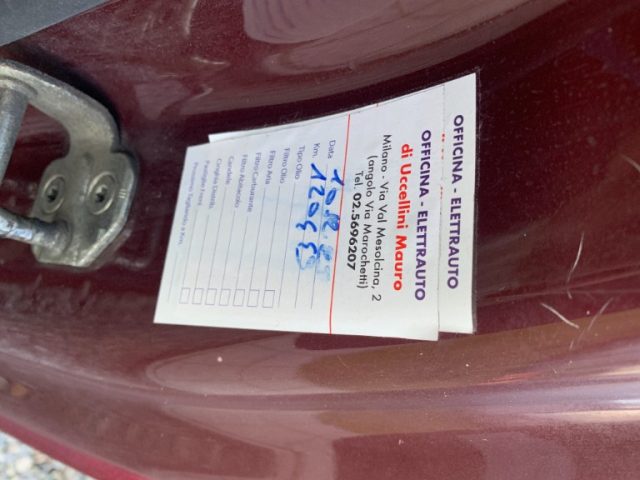 OFFICINA - ELETTRAUTO
OFFICINA - ELETTRAUTO
di Uccellini Mauro
Milano - Via Val Mesolcina, 2
(angolo Via Marochetti)
Tel. 02.5696207
Data
Km.
Tipo Olio
Filtro Olio
Filtro Aria
Filtro Carburante
Filtro Abitacolo
Candele
Cinghia Distrib.
Pastiglie Freni
Prossimo Tagliando a Km.